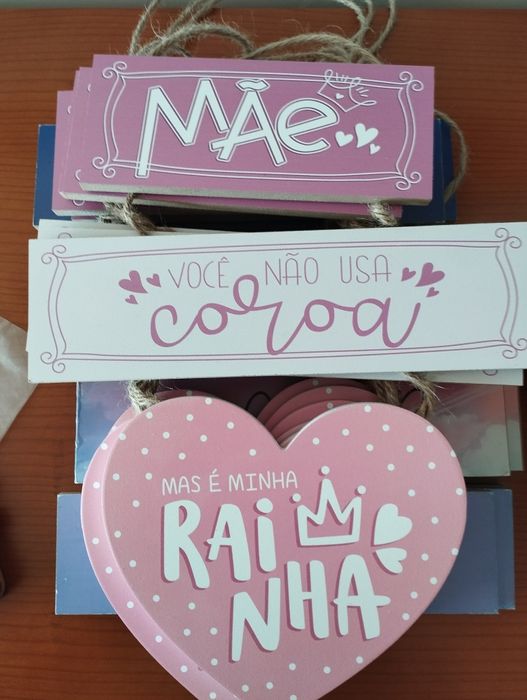 Mãe
VOCÊ NÃO USA
coroa
MAS É MINHA
RAi
NHA